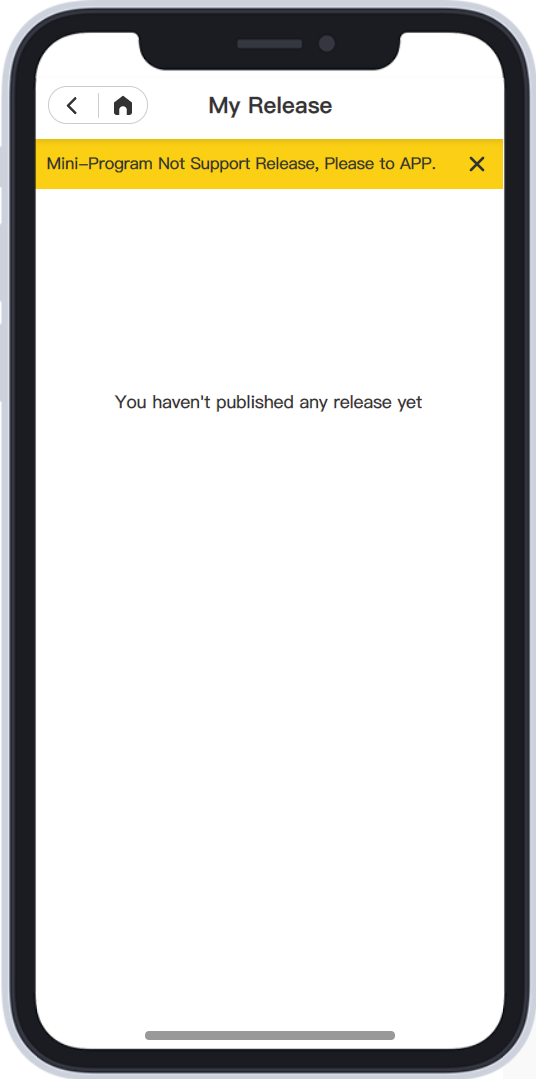 My Release
Mini-Program Not Support Release, Please to APP.
You haven't published any release yet